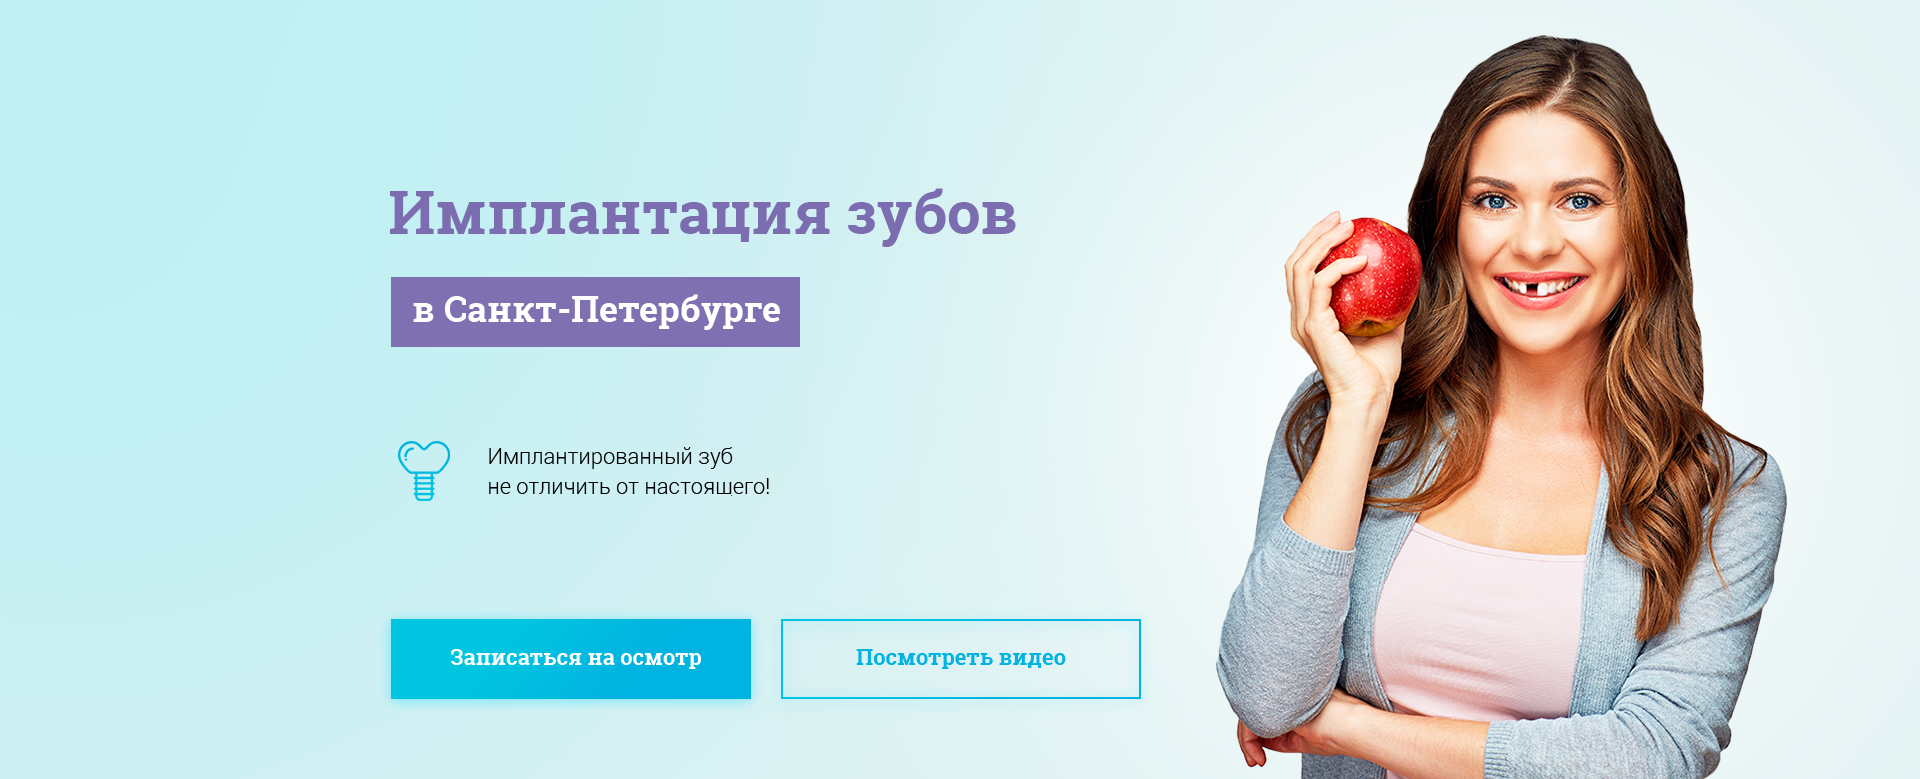 Имплантация зубов
в Санкт-Петербурге
Имплантированный зуб
не отличить от настоящего!
Записаться на осмотр
Посмотреть видео